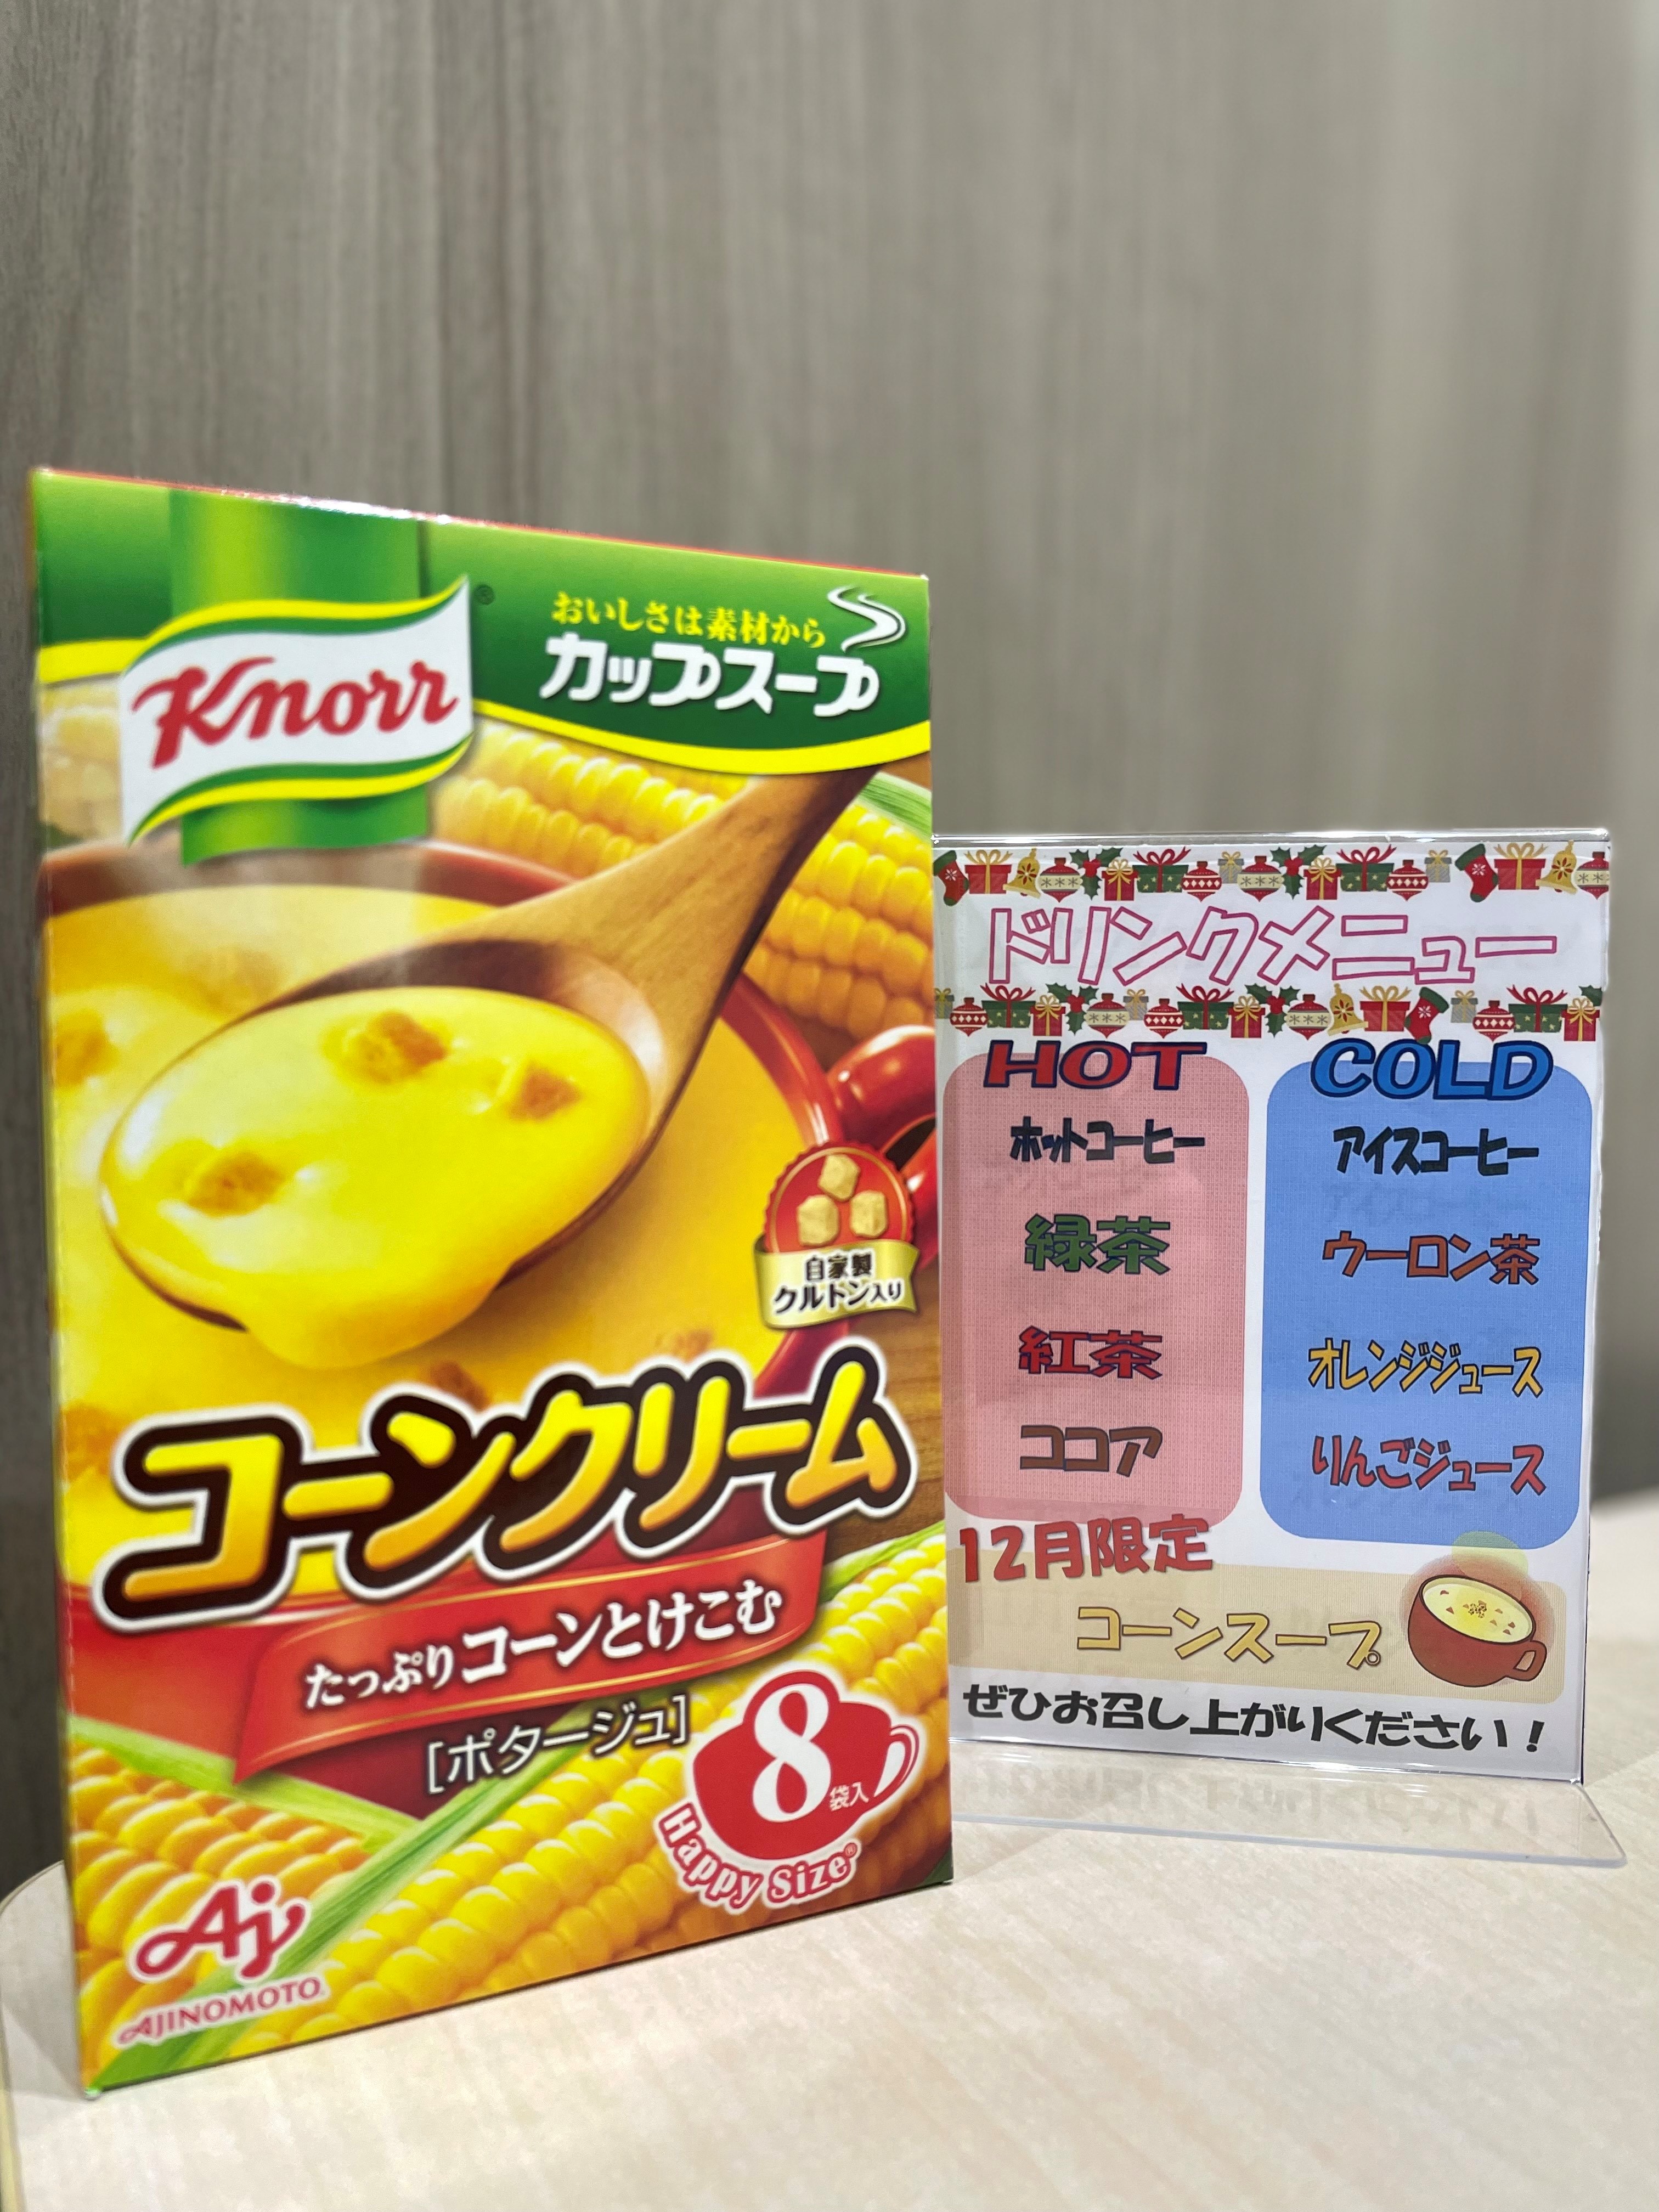 Knorr®
おいしさは素材から
カップスープ
自家製
クルトン入り
コーンクリーム
たっぷりコーンとけこむ
[ポタージュ]
8袋入
Happy Size®
Aj
AJINOMOTO®
ドリンクメニュー
HOT
ホットコーヒー
緑茶
紅茶
ココア
COLD
アイスコーヒー
ウーロン茶
オレンジジュース
りんごジュース
12月限定
コーンスープ
ぜひお召し上がりください！